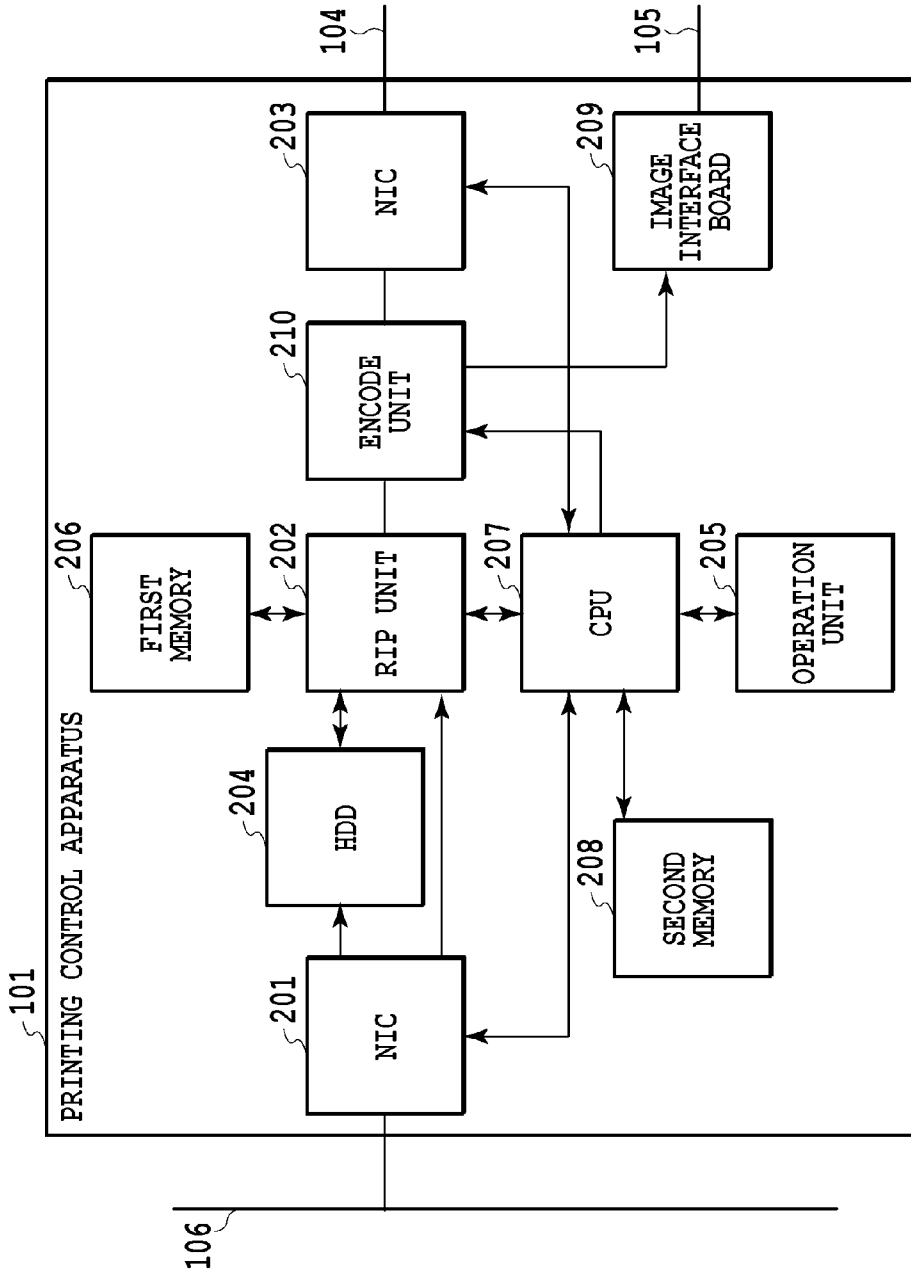 101
PRINTING CONTROL APPARATUS
106
201
NIC
204
HDD
206
FIRST
MEMORY
202
RIP UNIT
210
ENCODE
UNIT
203
NIC
104
207
CPU
208
SECOND
MEMORY
205
OPERATION
UNIT
209
IMAGE
INTERFACE
BOARD
105